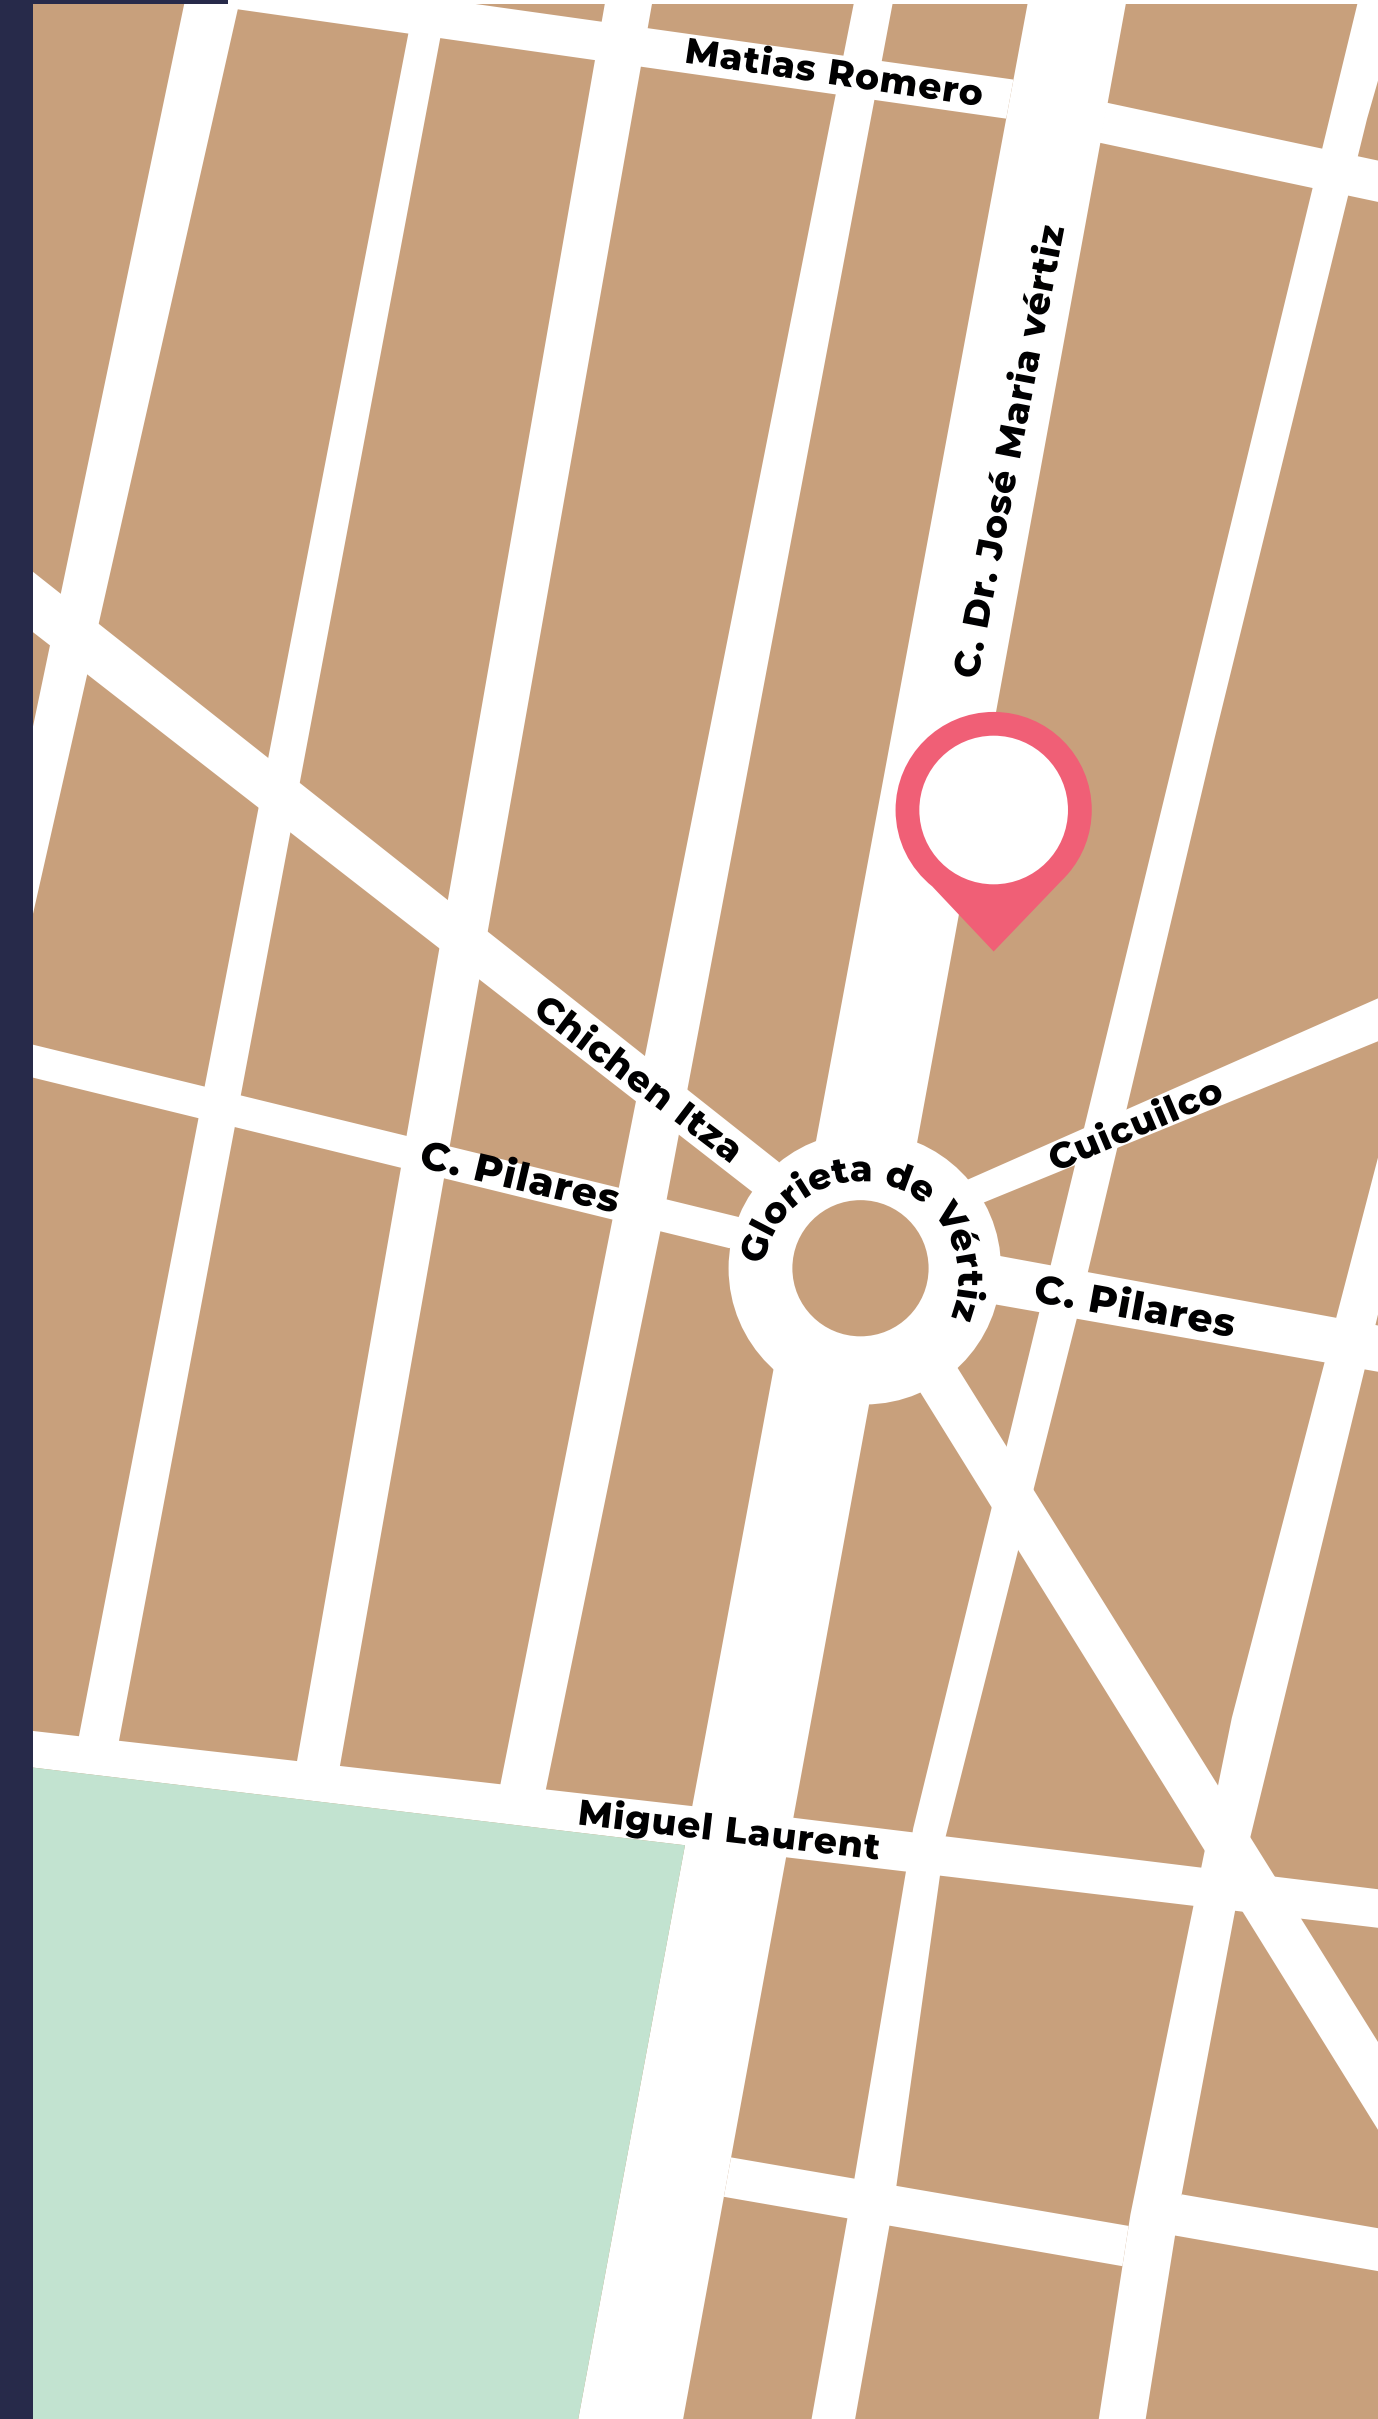 Matias Romero
C. Dr. José Maria vértiz
Chichen Itza
Cuicuilco
C. Pilares
Glorieta de Vértiz
C. Pilares
Miguel Laurent